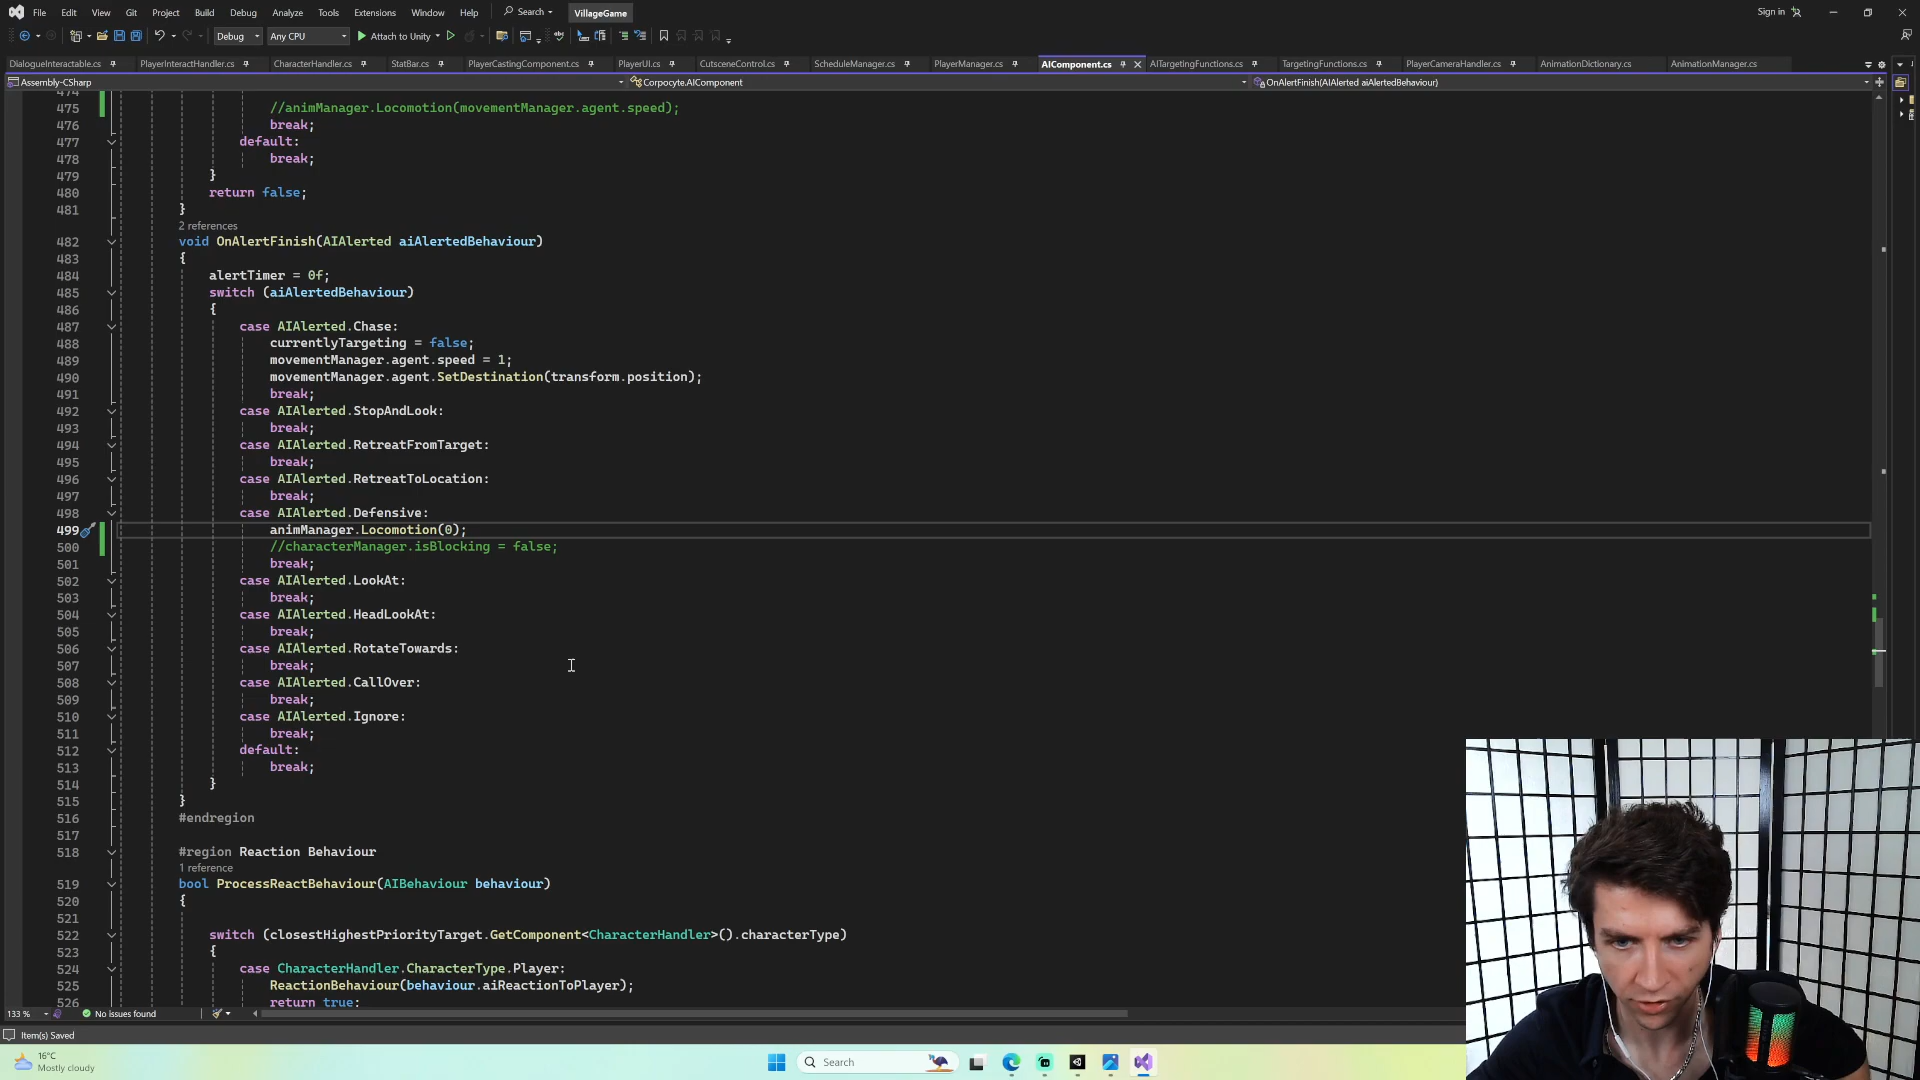 File Edit View Git Project Build Debug Analyze Tools Extensions Window Help Search VillageGame Sign in
Debug Any CPU Attach to Unity
DialogueInteractable.cs PlayerInteractHandler.cs CharacterHandler.cs StatBar.cs PlayerCastingComponent.cs PlayerUI.cs CutsceneControl.cs ScheduleManager.cs PlayerManager.cs AIComponent.cs AITargetingFunctions.cs TargetingFunctions.cs PlayerCameraHandler.cs AnimationDictionary.cs AnimationManager.cs
Assembly-CSharp Corpocyte.AIComponent OnAlertFinish(AIAlerted aiAlertedBehaviour)
474
475 //animManager.Locomotion(movementManager.agent.speed);
476 break;
477 default:
478 break;
479 }
480 return false;
481 }
2 references
482 void OnAlertFinish(AIAlerted aiAlertedBehaviour)
483 {
484 alertTimer = 0f;
485 switch (aiAlertedBehaviour)
486 {
487 case AIAlerted.Chase:
488 currentlyTargeting = false;
489 movementManager.agent.speed = 1;
490 movementManager.agent.SetDestination(transform.position);
491 break;
492 case AIAlerted.StopAndLook:
493 break;
494 case AIAlerted.RetreatFromTarget:
495 break;
496 case AIAlerted.RetreatToLocation:
497 break;
498 case AIAlerted.Defensive:
499 animManager.Locomotion(0);
500 //characterManager.isBlocking = false;
501 break;
502 case AIAlerted.LookAt:
503 break;
504 case AIAlerted.HeadLookAt:
505 break;
506 case AIAlerted.RotateTowards:
507 break;
508 case AIAlerted.CallOver:
509 break;
510 case AIAlerted.Ignore:
511 break;
512 default:
513 break;
514 }
515 }
516 #endregion
517
518 #region Reaction Behaviour
1 reference
519 bool ProcessReactBehaviour(AIBehaviour behaviour)
520 {
521
522 switch (closestHighestPriorityTarget.GetComponent<CharacterHandler>().characterType)
523 {
524 case CharacterHandler.CharacterType.Player:
525 ReactionBehaviour(behaviour.aiReactionToPlayer);
526 return true;
133 % No issues found
Item(s) Saved
16°C
Mostly cloudy
Search